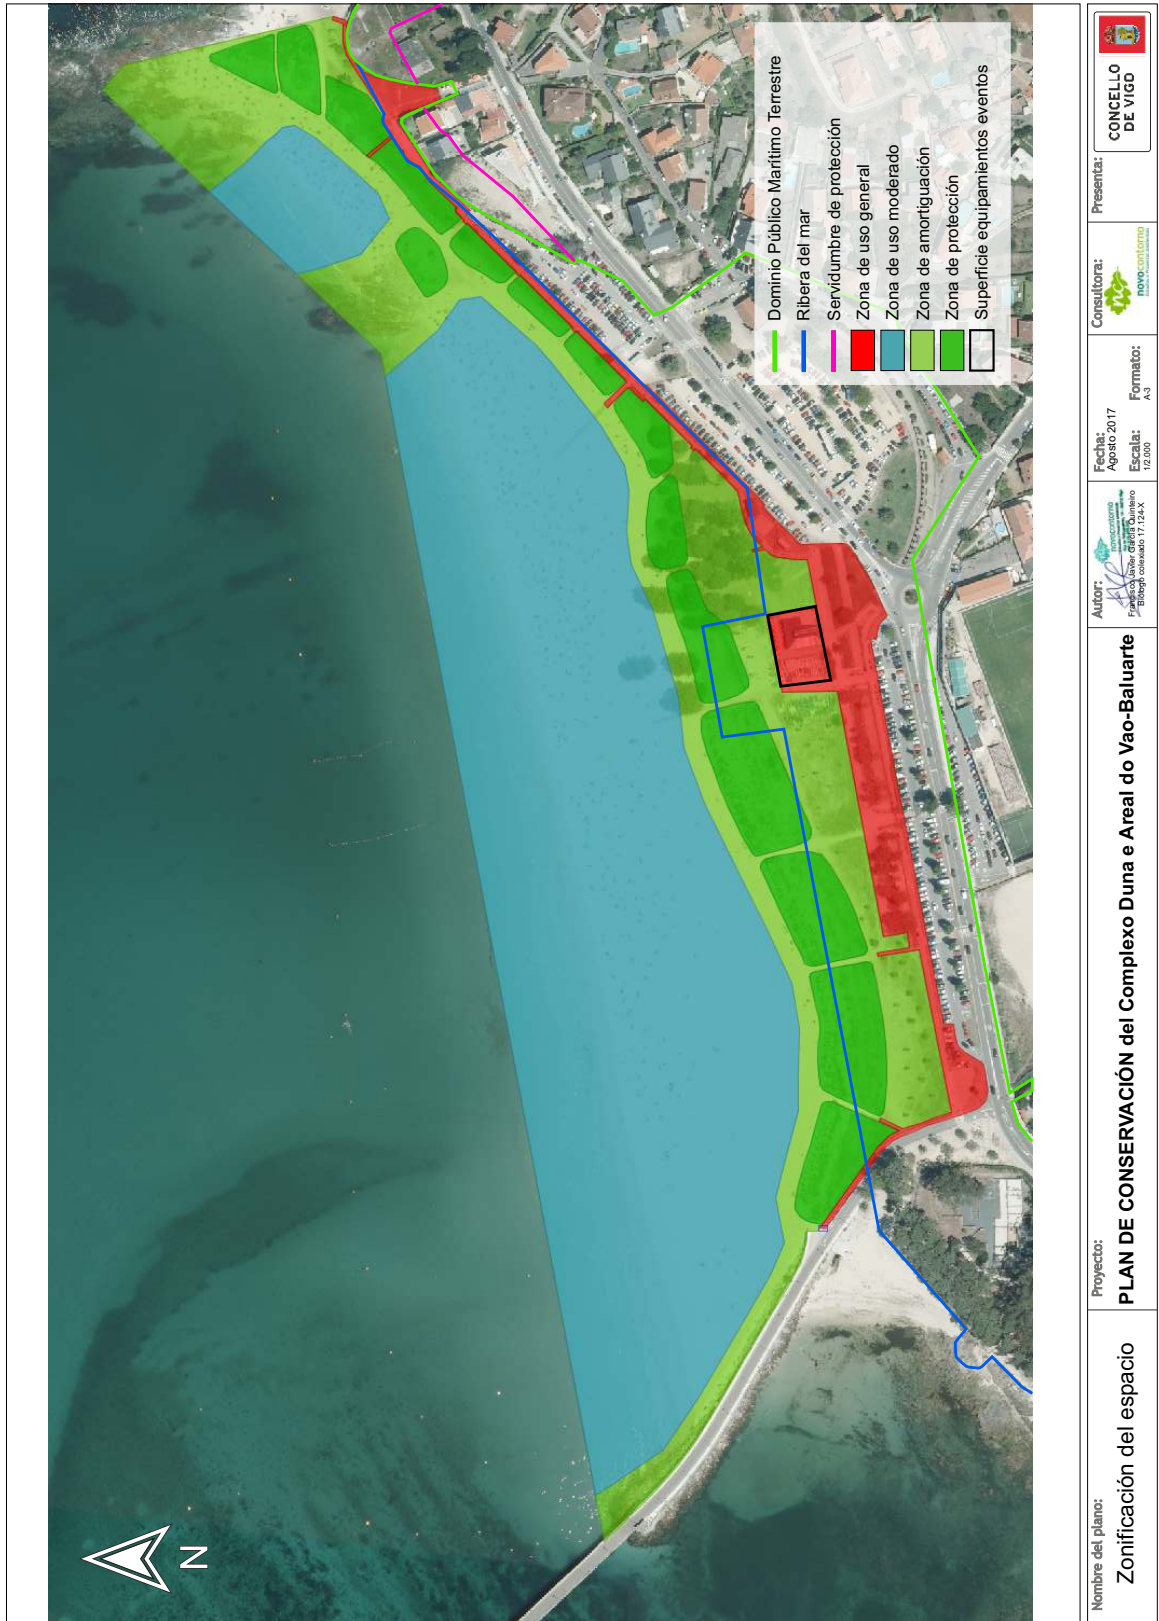 Dominio Público Marítimo Terrestre
Ribera del mar
Servidumbre de protección
Zona de uso general
Zona de uso moderado
Zona de amortiguación
Zona de protección
Superficie equipamientos eventos
N
Nombre del plano:
Zonificación del espacio
Proyecto:
PLAN DE CONSERVACIÓN del Complexo Duna e Areal do Vao-Baluarte
Autor:
novocontorno
Francisco Javier García Quinteiro
Biólogo colexiado 17.124-X
Fecha:
Agosto 2017
Escala:
1/2.000
Formato:
A-3
Consultora:
novocontorno
Presenta:
CONCELLO
DE VIGO